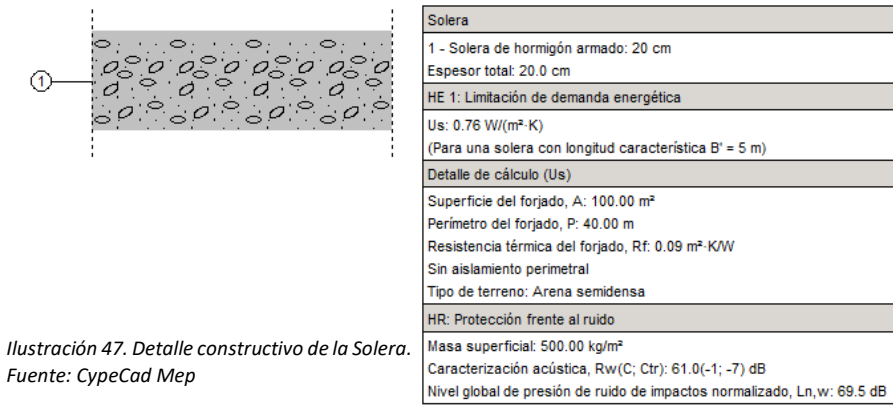 1
Solera
1 - Solera de hormigón armado: 20 cm
Espesor total: 20.0 cm
HE 1: Limitación de demanda energética
Us: 0.76 W/(m²·K)
(Para una solera con longitud característica B' = 5 m)
Detalle de cálculo (Us)
Superficie del forjado, A: 100.00 m²
Perímetro del forjado, P: 40.00 m
Resistencia térmica del forjado, Rf: 0.09 m²·K/W
Sin aislamiento perimetral
Tipo de terreno: Arena semidensa
HR: Protección frente al ruido
Masa superficial: 500.00 kg/m²
Caracterización acústica, Rw(C; Ctr): 61.0(-1; -7) dB
Nivel global de presión de ruido de impactos normalizado, Ln,w: 69.5 dB
Ilustración 47. Detalle constructivo de la Solera.
Fuente: CypeCad Mep